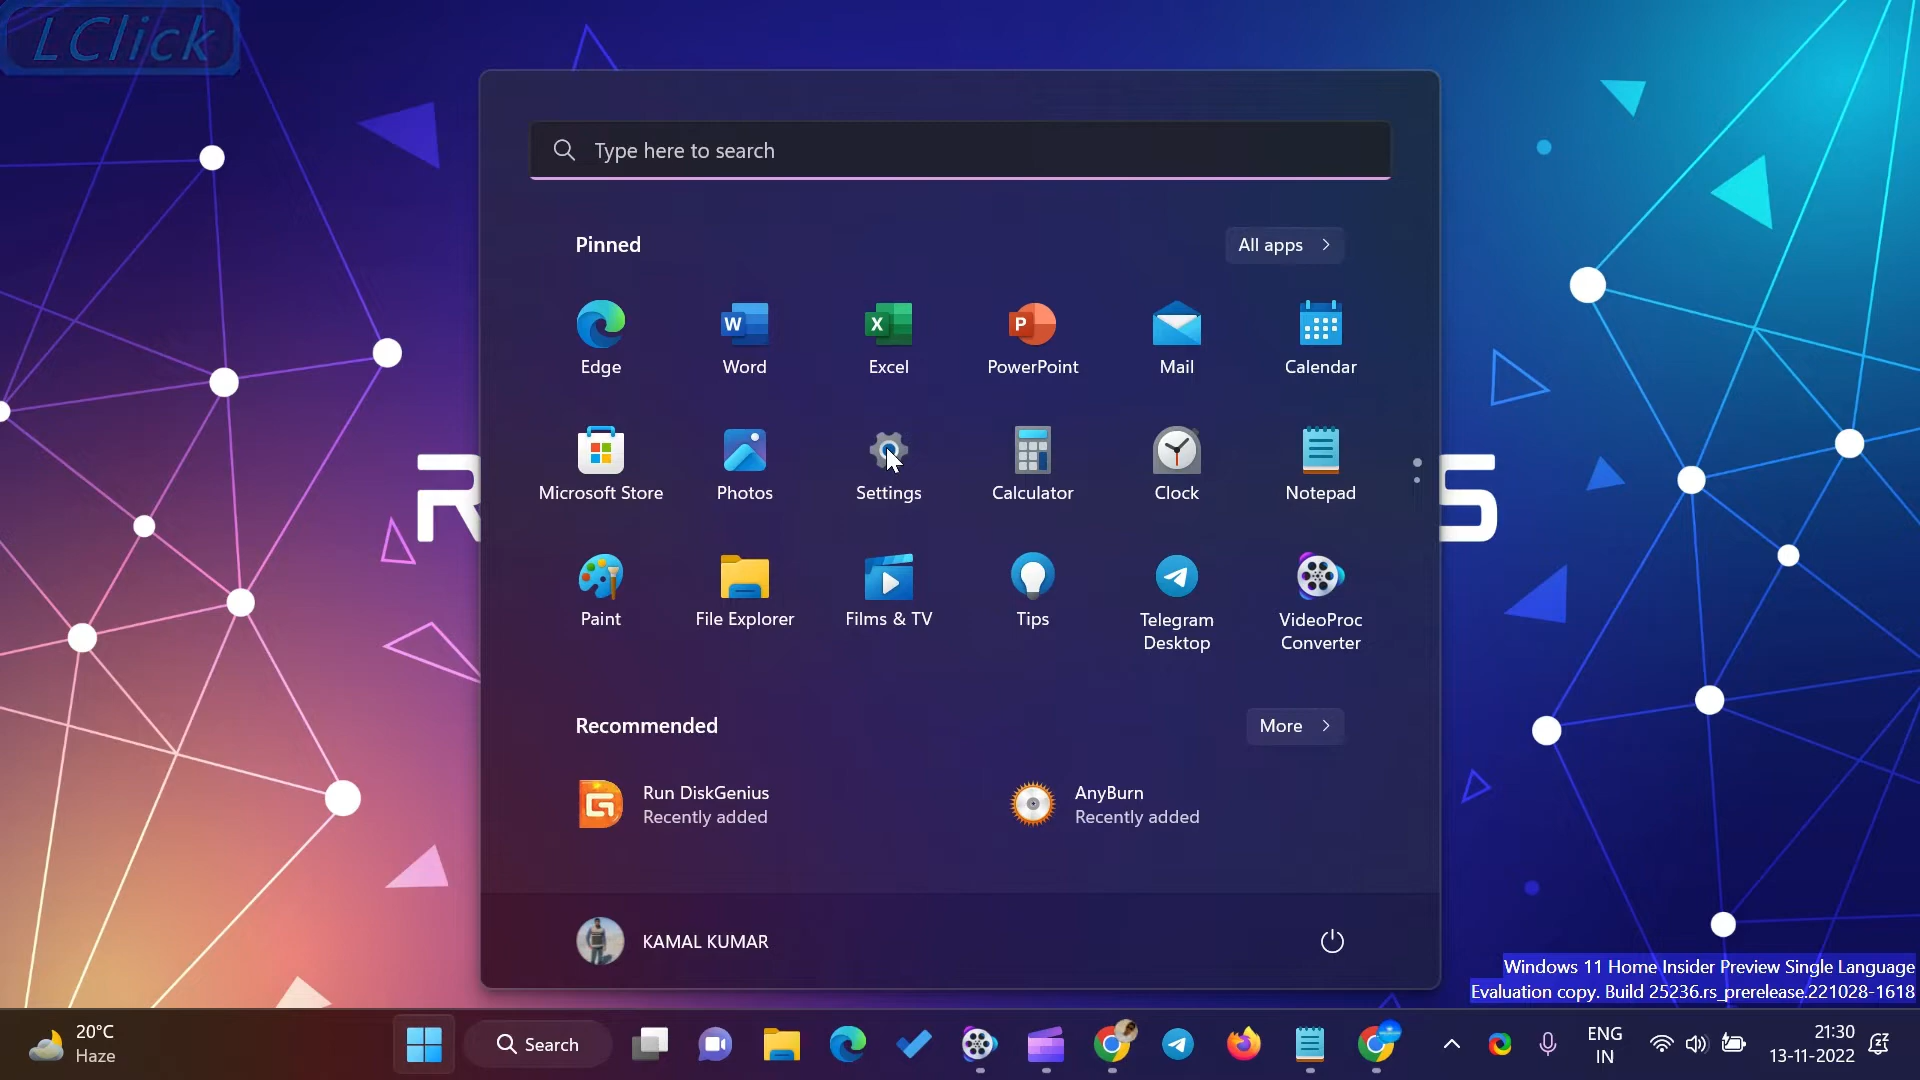 LClick
Type here to search
Pinned
All apps
Edge
Word
Excel
PowerPoint
Mail
Calendar
Microsoft Store
Photos
Settings
Calculator
Clock
Notepad
R
S
Paint
File Explorer
Films & TV
Tips
Telegram
Desktop
VideoProc
Converter
Recommended
More
Run DiskGenius
Recently added
AnyBurn
Recently added
KAMAL KUMAR
Windows 11 Home Insider Preview Single Language
Evaluation copy. Build 25236.rs_prerelease.221028-1618
20°C
Haze
Search
ENG
IN
21:30
13-11-2022